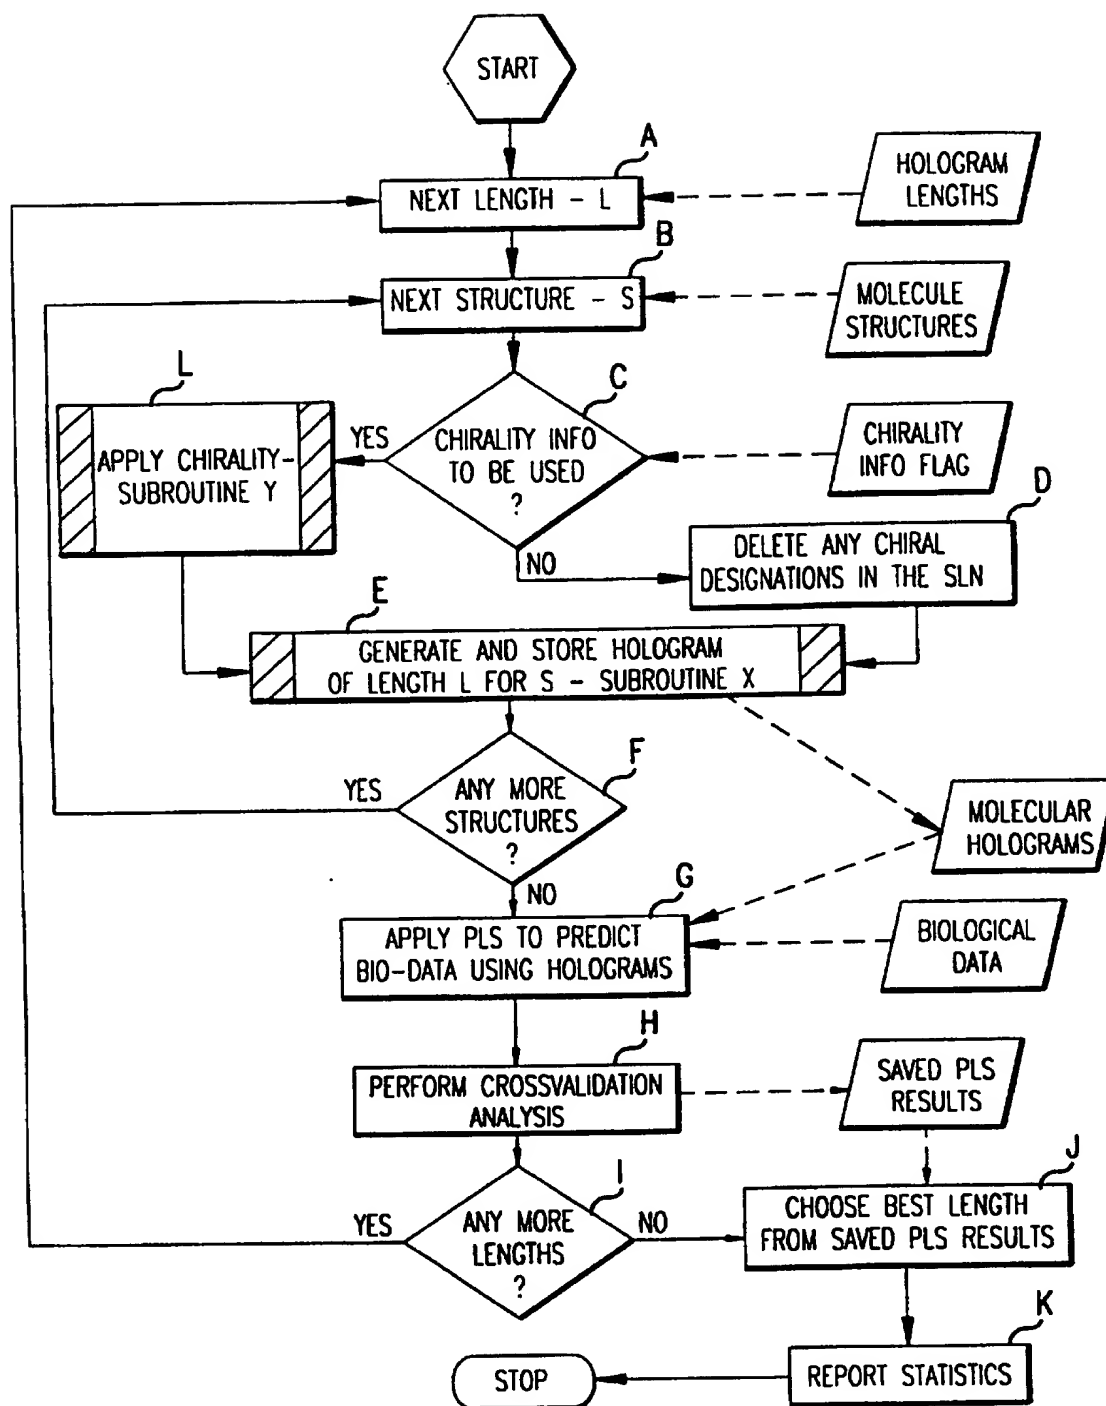 START
A
NEXT LENGTH - L
HOLOGRAM
LENGTHS
B
NEXT STRUCTURE - S
MOLECULE
STRUCTURES
L
C
APPLY CHIRALITY-
SUBROUTINE Y
YES
CHIRALITY INFO
TO BE USED
?
CHIRALITY
INFO FLAG
NO
D
DELETE ANY CHIRAL
DESIGNATIONS IN THE SLN
E
GENERATE AND STORE HOLOGRAM
OF LENGTH L FOR S - SUBROUTINE X
F
YES
ANY MORE
STRUCTURES
?
MOLECULAR
HOLOGRAMS
NO
G
APPLY PLS TO PREDICT
BIO-DATA USING HOLOGRAMS
BIOLOGICAL
DATA
H
PERFORM CROSSVALIDATION
ANALYSIS
SAVED PLS
RESULTS
I
YES
ANY MORE
LENGTHS
?
NO
J
CHOOSE BEST LENGTH
FROM SAVED PLS RESULTS
K
REPORT STATISTICS
STOP